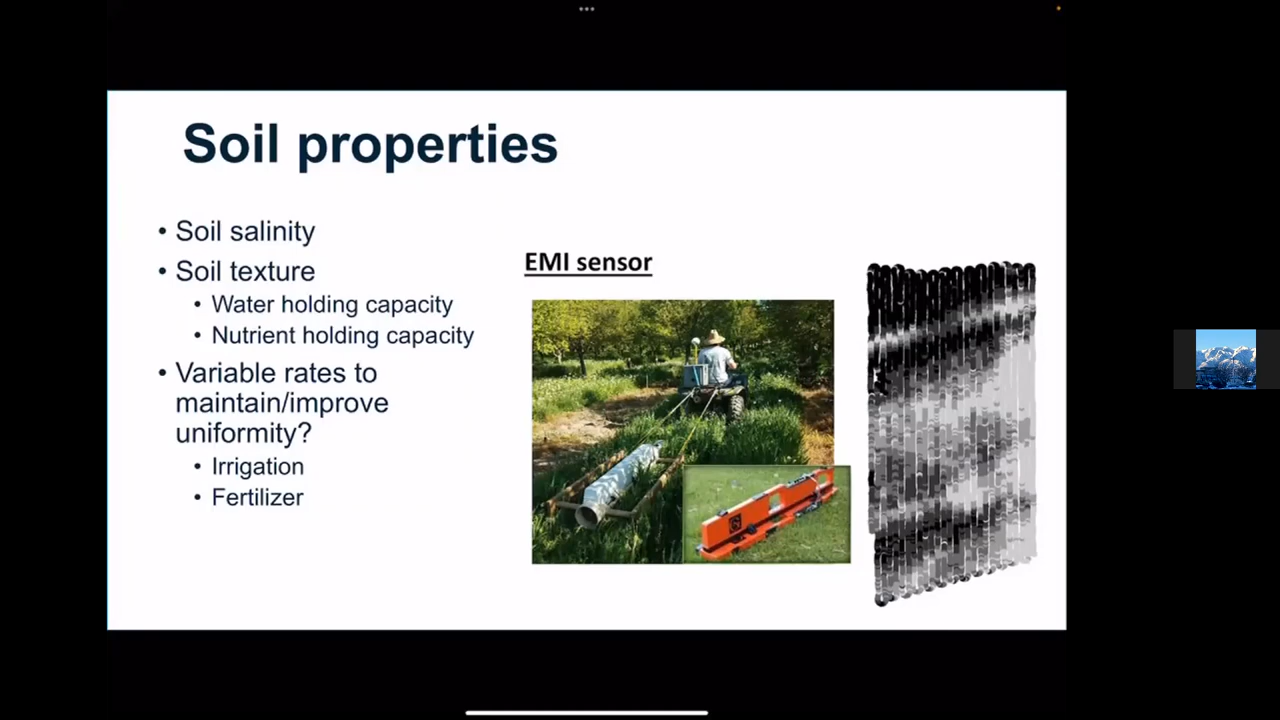 Soil properties
• Soil salinity
• Soil texture
• Water holding capacity
• Nutrient holding capacity
• Variable rates to
maintain/improve
uniformity?
• Irrigation
• Fertilizer
EMI sensor